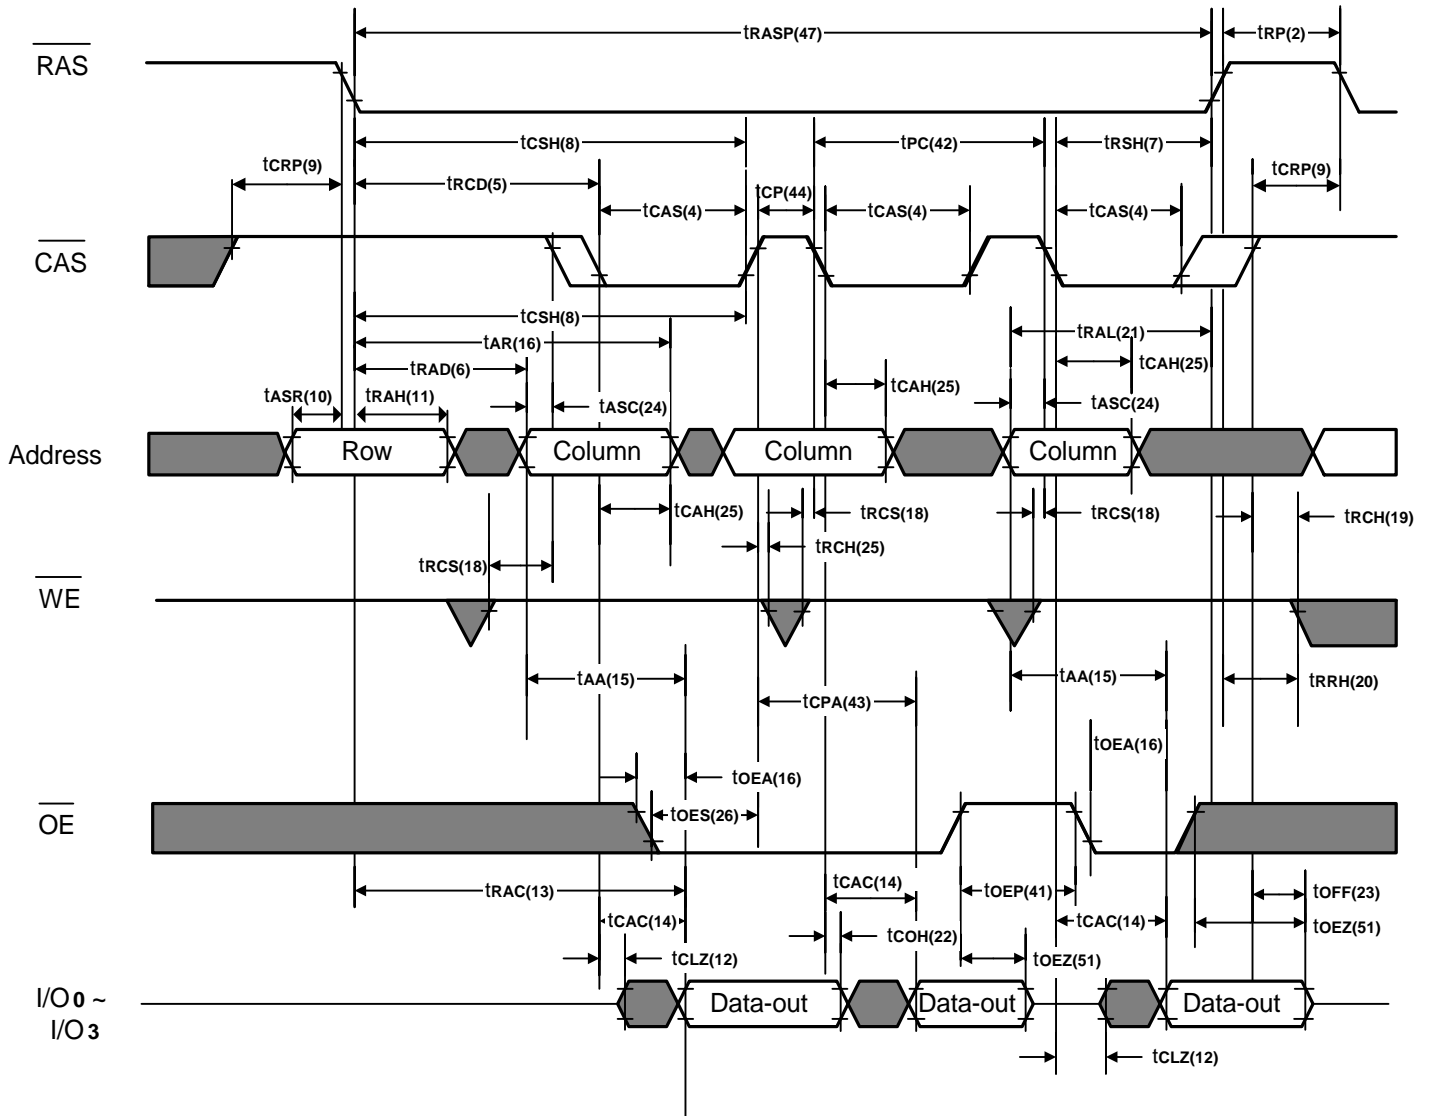 tRASP(47) tRP(2)
RAS
tCSH(8) tPC(42) tRSH(7)
tCRP(9) tRCD(5) tCP(44) tCRP(9)
tCAS(4) tCAS(4) tCAS(4)
CAS
tCSH(8)
tAR(16) tRAL(21)
tRAD(6) tCAH(25) tCAH(25)
tASR(10) tRAH(11) tASC(24) tASC(24)
Address Row Column Column Column
tCAH(25) tRCS(18) tRCS(18) tRCH(19)
tRCS(18) tRCH(25)
WE
tAA(15) tAA(15) tRRH(20)
tCPA(43)
tOEA(16)
tOEA(16)
OE tOES(26)
tRAC(13) tCAC(14) tOEP(41) tOFF(23)
tCAC(14) tCAC(14)
tCOH(22) tOEZ(51)
tCLZ(12) tOEZ(51)
I/O0 ~ Data-out Data-out Data-out
I/O3
tCLZ(12)